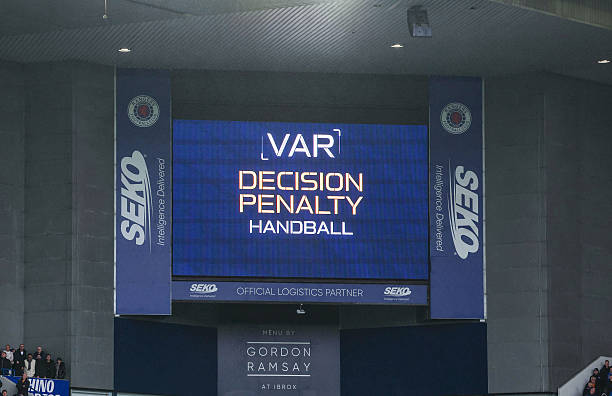 VAR
DECISION
PENALTY
HANDBALL
SEKO
Intelligence Delivered
SEKO
Intelligence Delivered
SEKO
OFFICIAL LOGISTICS PARTNER
SEKO
MENU BY
GORDON
RAMSAY
AT IBROX